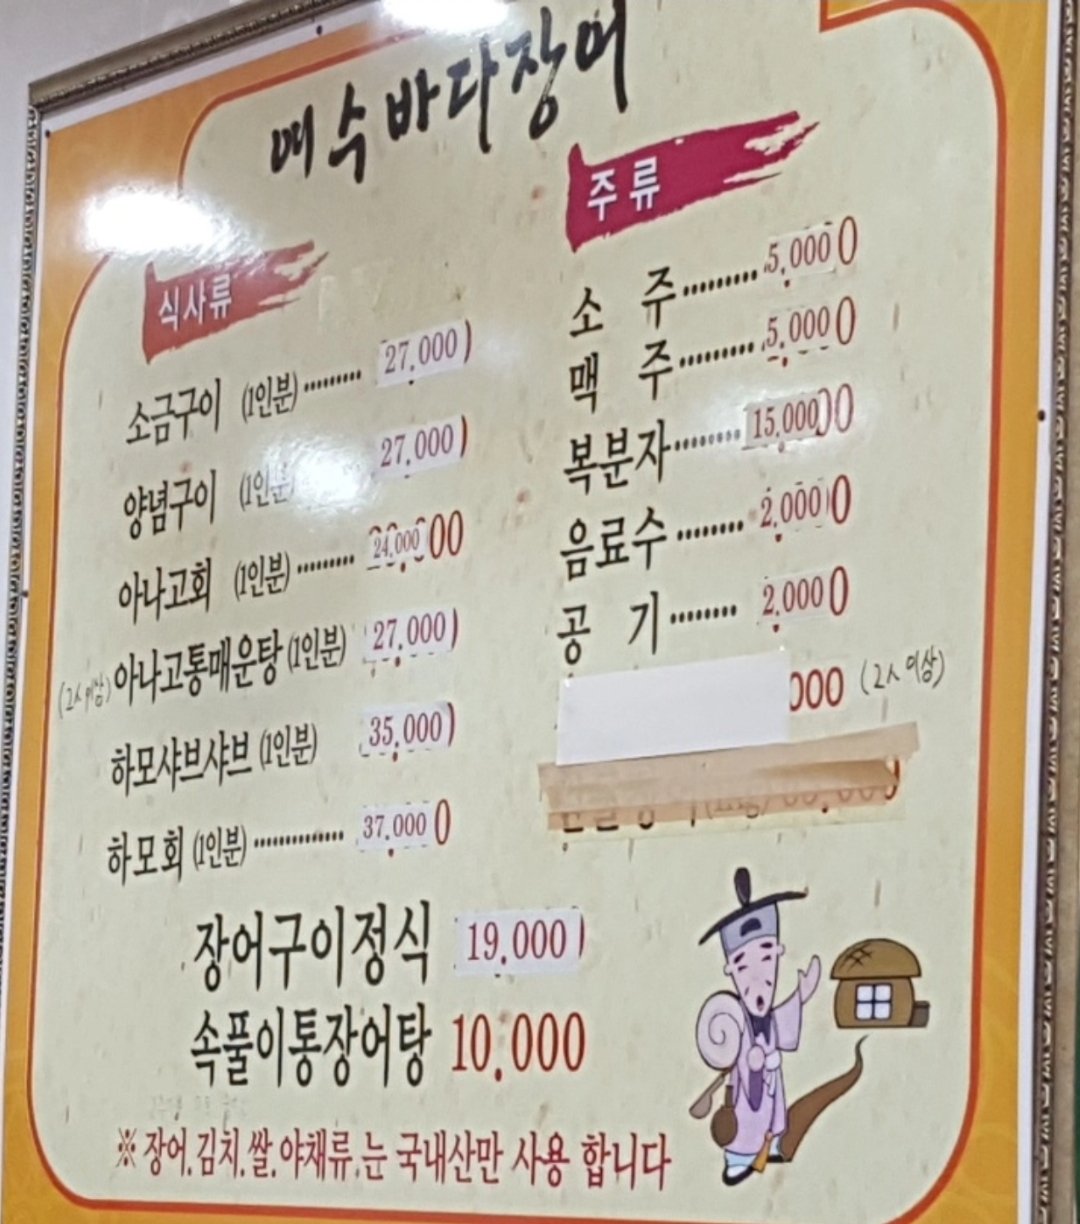 여수바다장어
식사류
소금구이 (1인분) ········ 27,000
양념구이 (1인분 27,000
아나고회 (1인분) ········ 24,000
(2人이상) 아나고통매운탕 (1인분) 27,000
하모샤브샤브 (1인분) 35,000
하모회 (1인분) ············ 37,000
주류
소 주 ········ 5,000
맥 주 ········ 5,000
복분자 ········ 15,000
음료수 ········ 2,000
공 기 ········ 2,000
000 (2人이상)
장어구이정식 19,000
속풀이통장어탕 10,000
※ 장어,김치,쌀,야채류,는 국내산만 사용 합니다